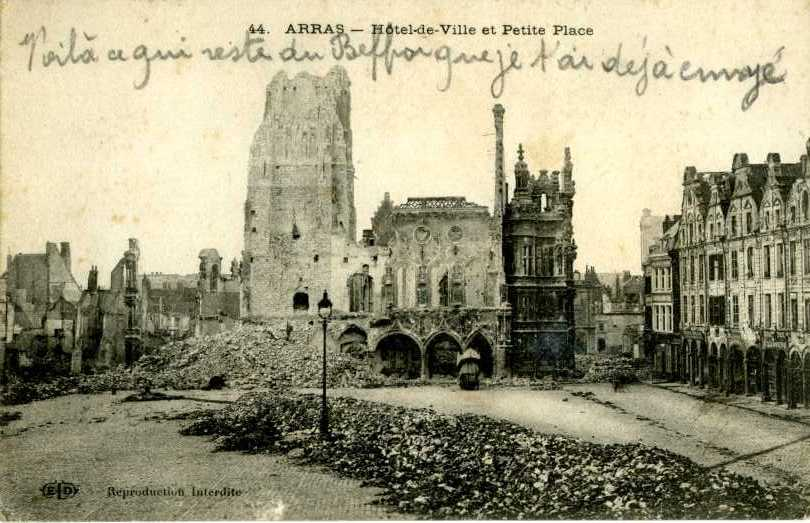 44. ARRAS — Hôtel-de-Ville et Petite Place
Voilà ce qui reste du Beffroi que je t'ai déjà envoyé
ELD Reproduction Interdite